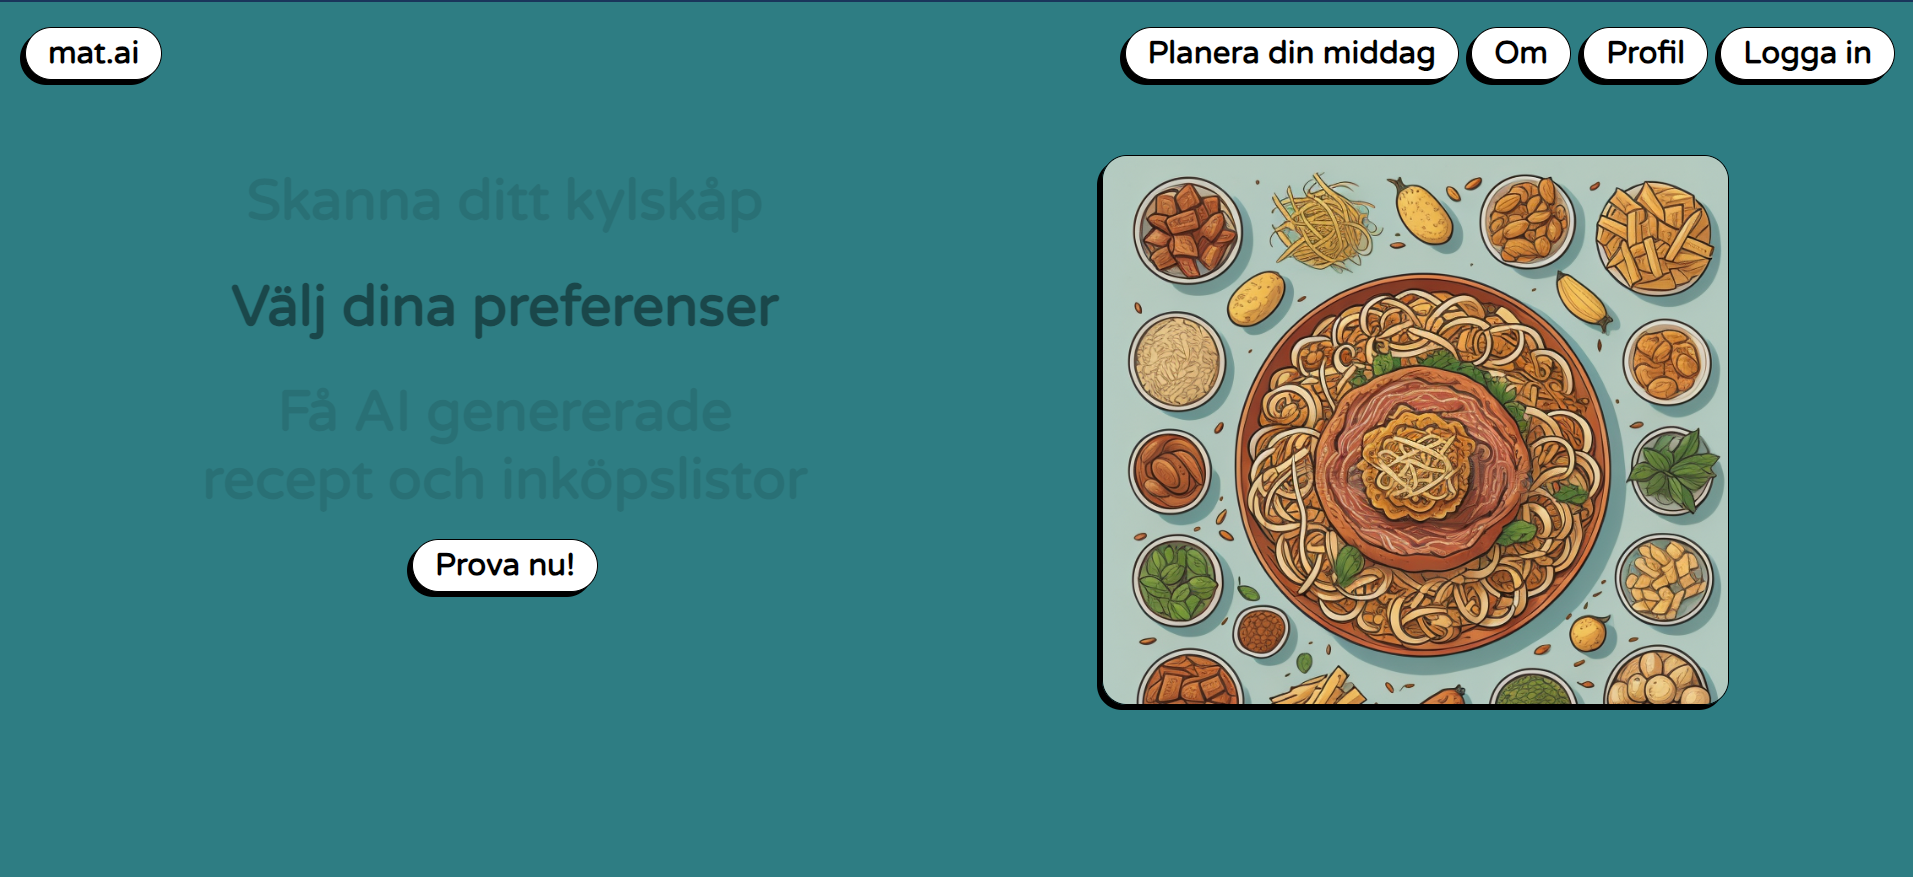 mat.ai
Planera din middag
Om
Profil
Logga in
Skanna ditt kylskåp
Välj dina preferenser
Få AI genererade
recept och inköpslistor
Prova nu!